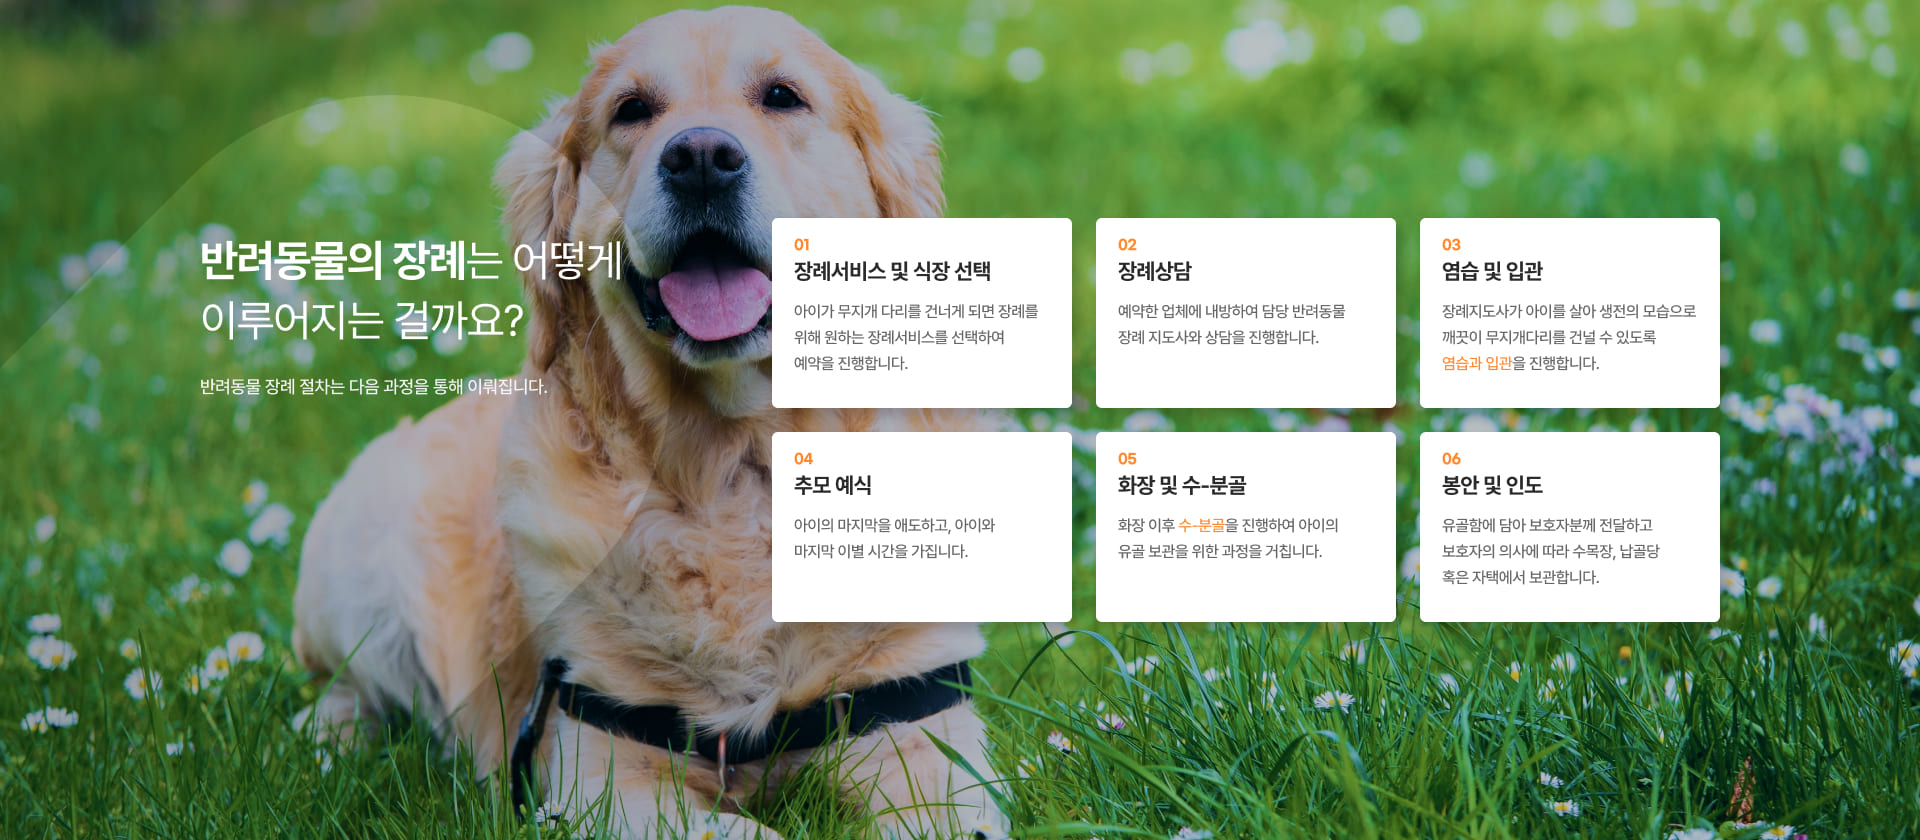 반려동물의 장례는 어떻게
이루어지는 걸까요?
반려동물 장례 절차는 다음 과정을 통해 이뤄집니다.
01
장례서비스 및 식장 선택
아이가 무지개 다리를 건너게 되면 장례를
위해 원하는 장례서비스를 선택하여
예약을 진행합니다.
02
장례상담
예약한 업체에 내방하여 담당 반려동물
장례 지도사와 상담을 진행합니다.
03
염습 및 입관
장례지도사가 아이를 살아 생전의 모습으로
깨끗이 무지개다리를 건널 수 있도록
염습과 입관을 진행합니다.
04
추모 예식
아이의 마지막을 애도하고, 아이와
마지막 이별 시간을 가집니다.
05
화장 및 수-분골
화장 이후 수-분골을 진행하여 아이의
유골 보관을 위한 과정을 거칩니다.
06
봉안 및 인도
유골함에 담아 보호자분께 전달하고
보호자의 의사에 따라 수목장, 납골당
혹은 자택에서 보관합니다.